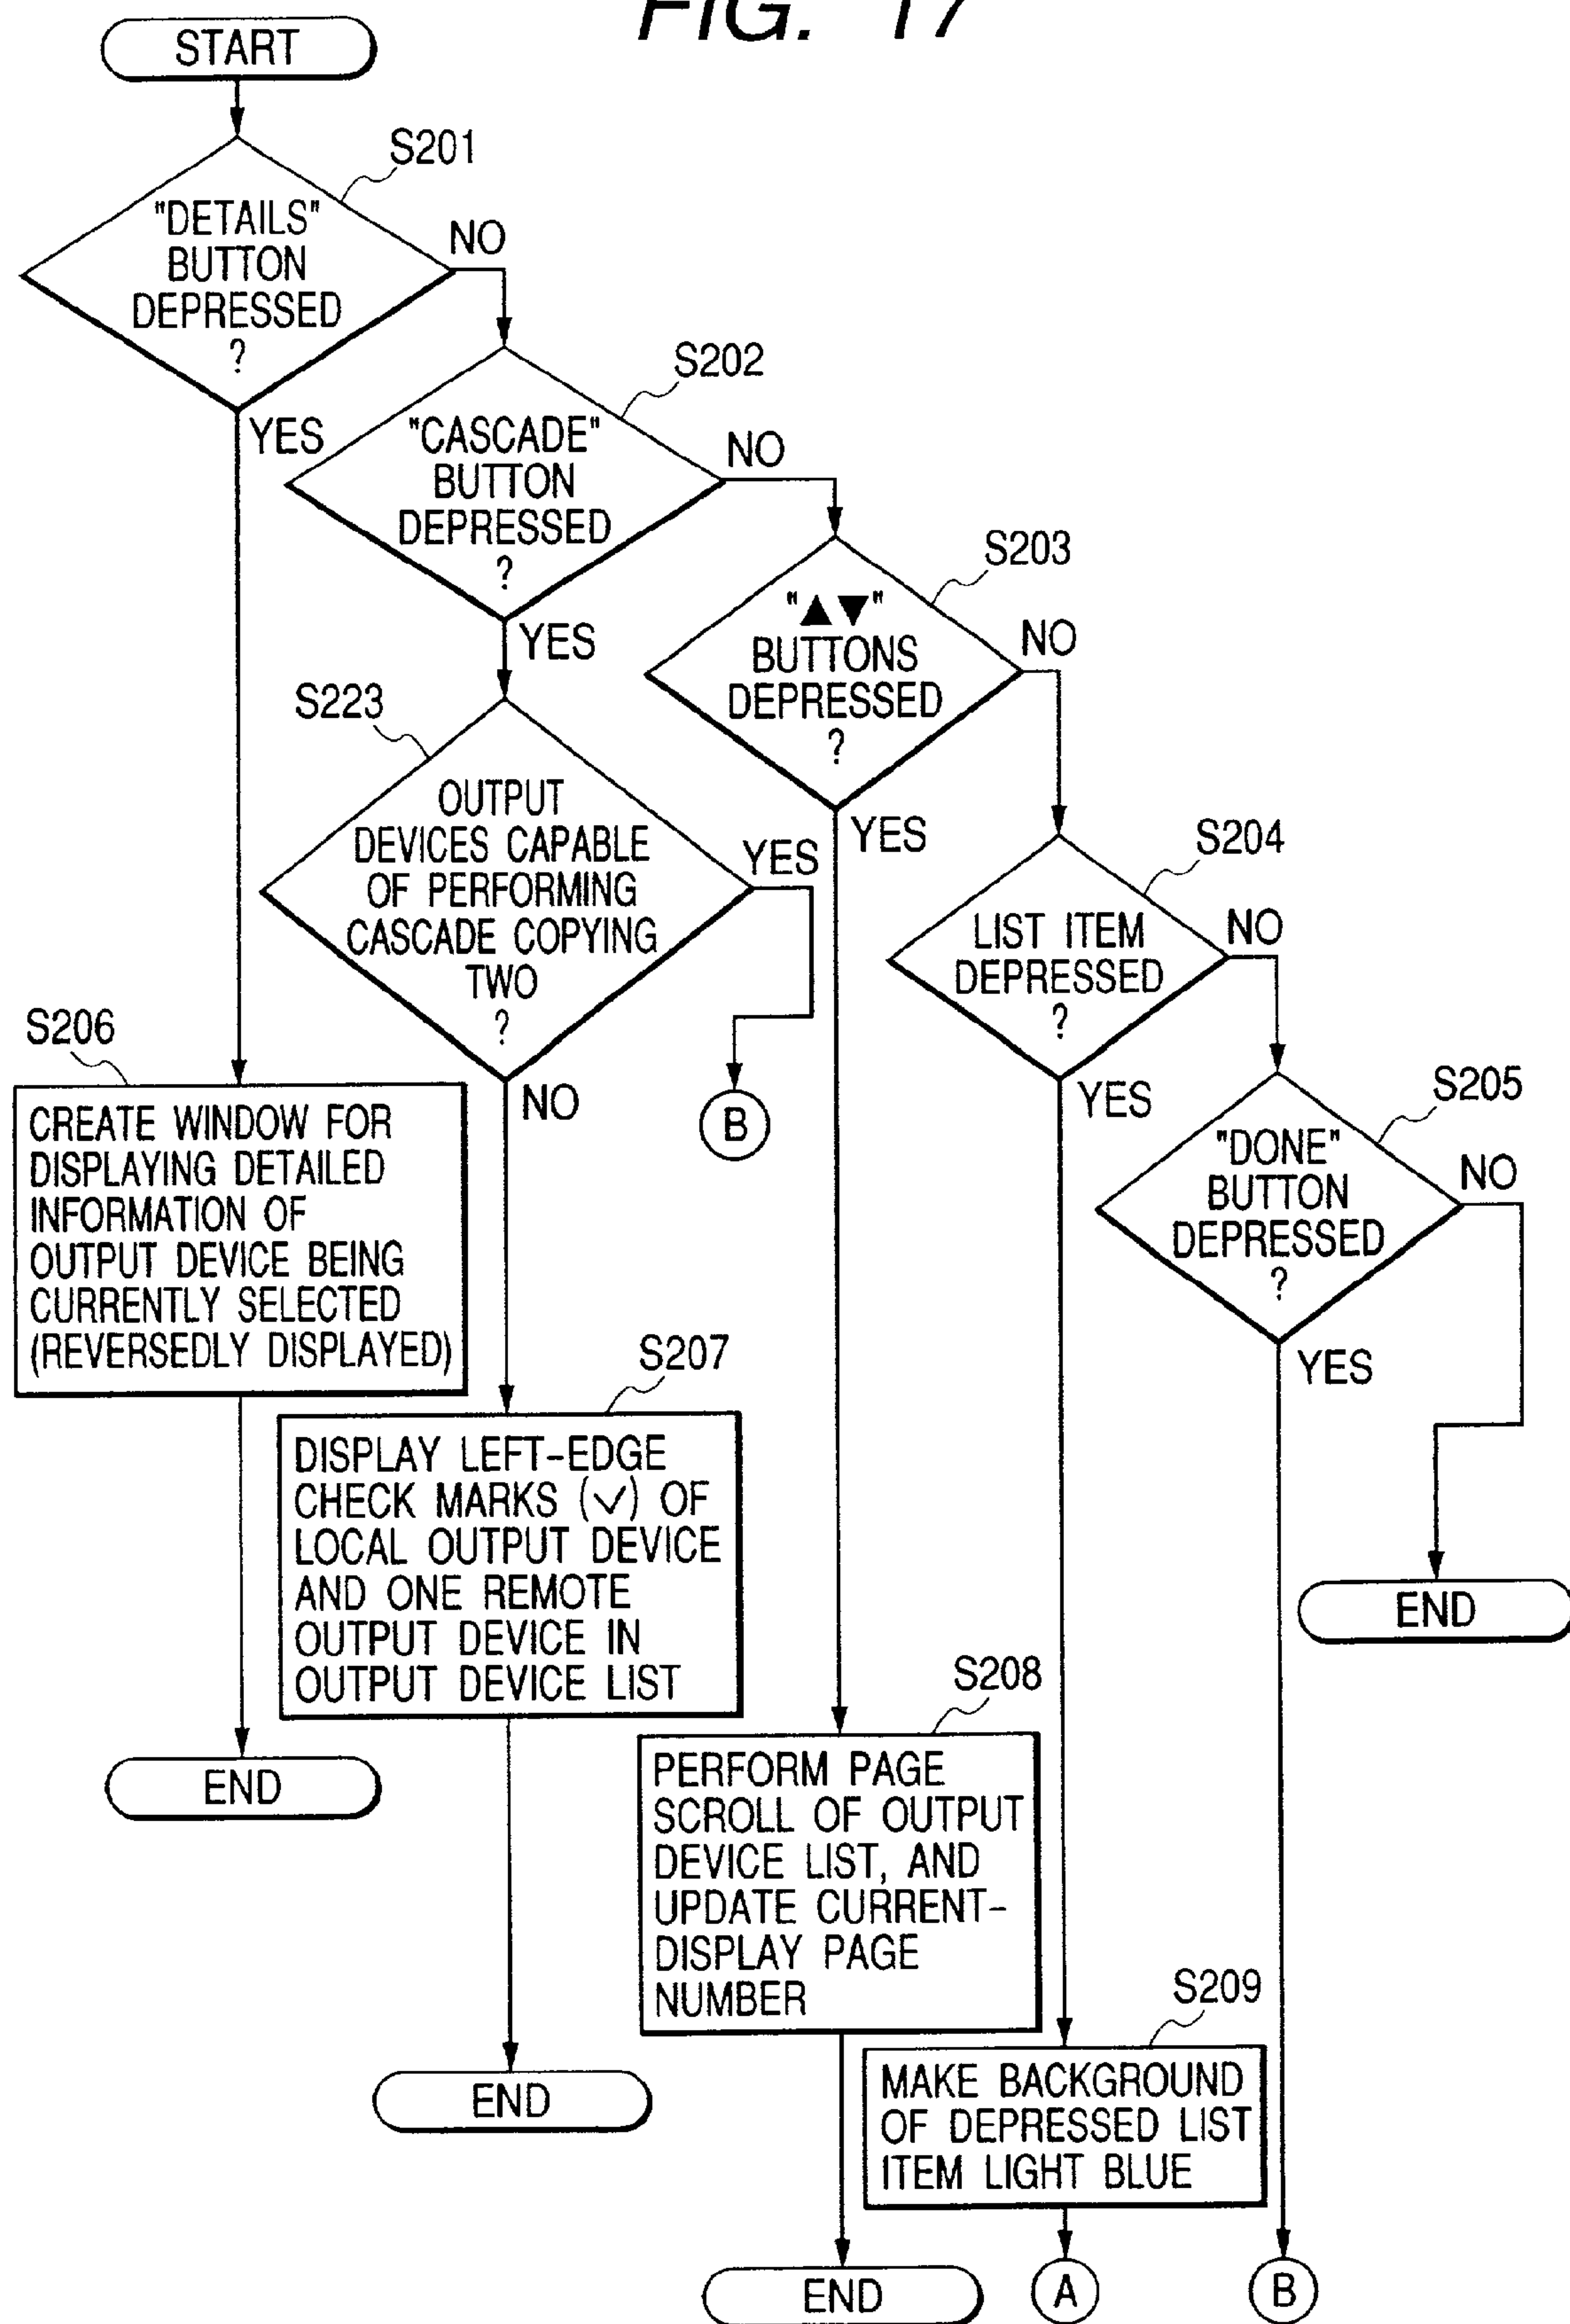 FIG. 17
START
S201
"DETAILS"
BUTTON
DEPRESSED
?
NO
YES
S202
"CASCADE"
BUTTON
DEPRESSED
?
NO
YES
S203
"▲▼"
BUTTONS
DEPRESSED
?
NO
YES
S223
OUTPUT
DEVICES CAPABLE
OF PERFORMING
CASCADE COPYING
TWO
?
YES
NO
B
S204
LIST ITEM
DEPRESSED
?
NO
YES
S205
"DONE"
BUTTON
DEPRESSED
?
NO
YES
END
S206
CREATE WINDOW FOR
DISPLAYING DETAILED
INFORMATION OF
OUTPUT DEVICE BEING
CURRENTLY SELECTED
(REVERSEDLY DISPLAYED)
END
S207
DISPLAY LEFT-EDGE
CHECK MARKS (✓) OF
LOCAL OUTPUT DEVICE
AND ONE REMOTE
OUTPUT DEVICE IN
OUTPUT DEVICE LIST
END
S208
PERFORM PAGE
SCROLL OF OUTPUT
DEVICE LIST, AND
UPDATE CURRENT-
DISPLAY PAGE
NUMBER
END
S209
MAKE BACKGROUND
OF DEPRESSED LIST
ITEM LIGHT BLUE
A
B